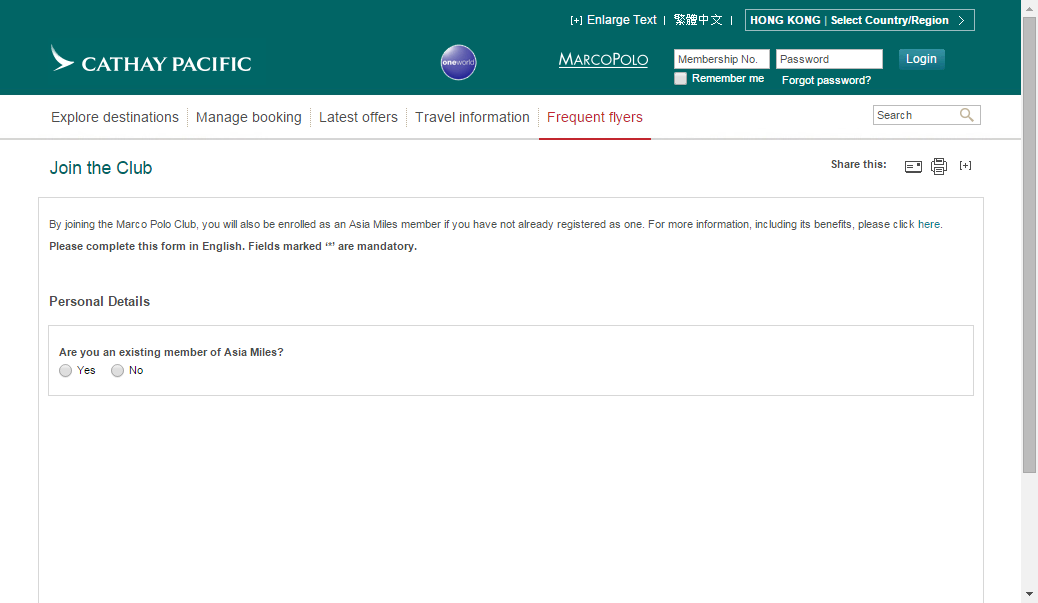 [+] Enlarge Text | 繁體中文 | HONG KONG | Select Country/Region
CATHAY PACIFIC
oneworld
MARCOPOLO
Membership No. Password Login
Remember me Forgot password?
Explore destinations Manage booking Latest offers Travel information Frequent flyers
Search
Join the Club
Share this: [+]
By joining the Marco Polo Club, you will also be enrolled as an Asia Miles member if you have not already registered as one. For more information, including its benefits, please click here.
Please complete this form in English. Fields marked ‘*’ are mandatory.
Personal Details
Are you an existing member of Asia Miles?
Yes No